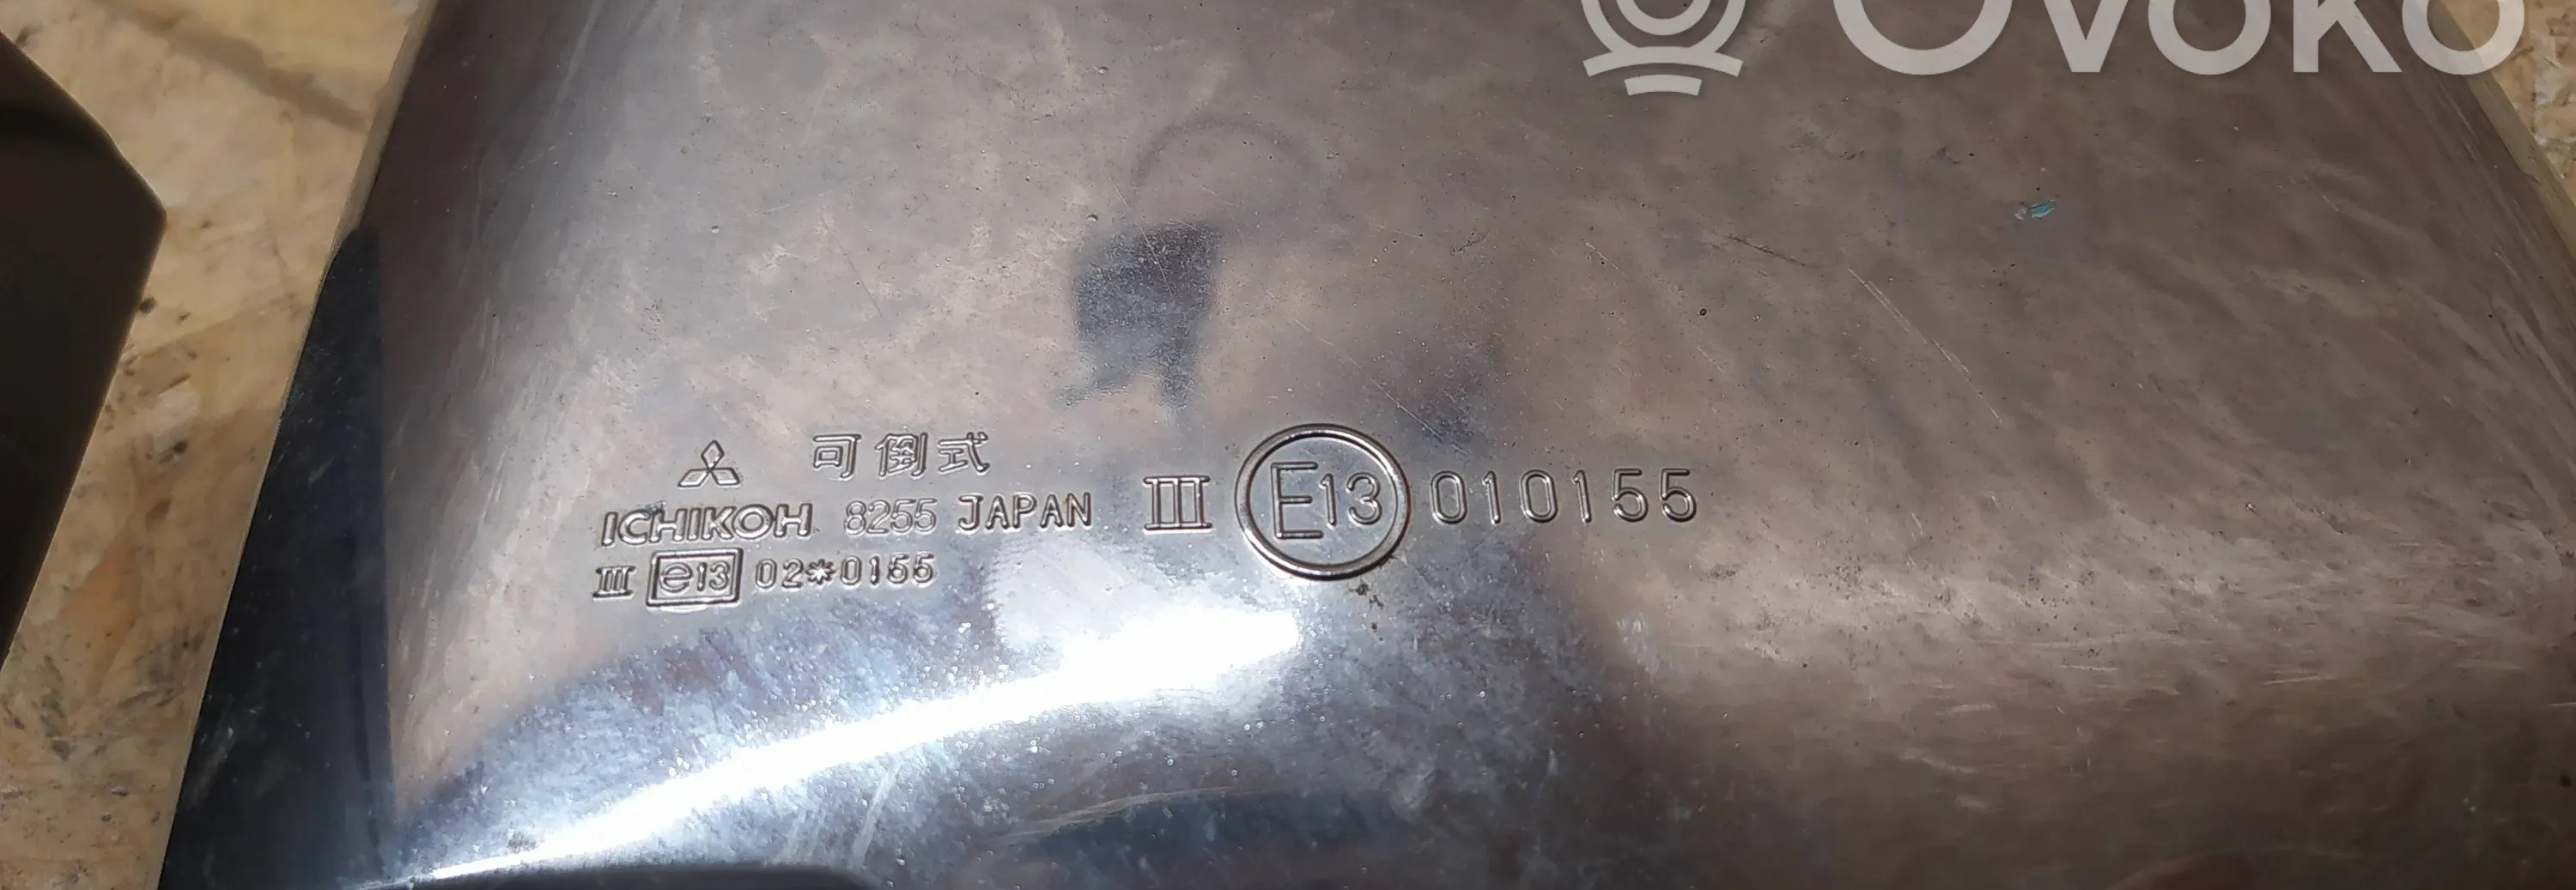 OVOKO
可倒式
ICHIKOH 8255 JAPAN III E13 010155
III e13 02*0155